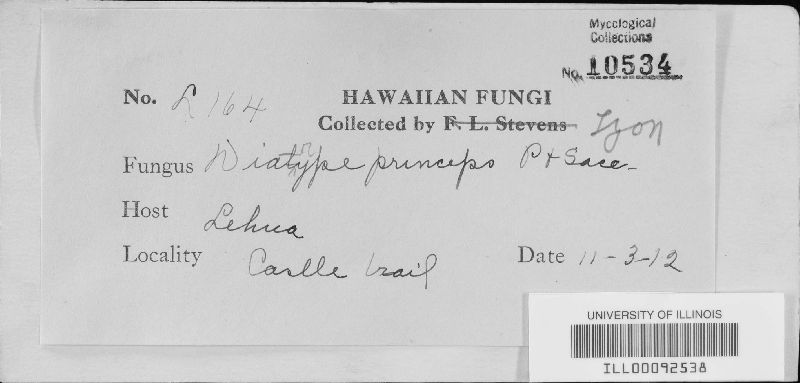 Mycological
Collections
No. 10534
No. L 164
HAWAIIAN FUNGI
Collected by F. L. Stevens Lyon
Fungus Diatrype princeps P & Sacc
Host Lehua
Locality Castle trail
Date 11-3-12
UNIVERSITY OF ILLINOIS
ILL00092538